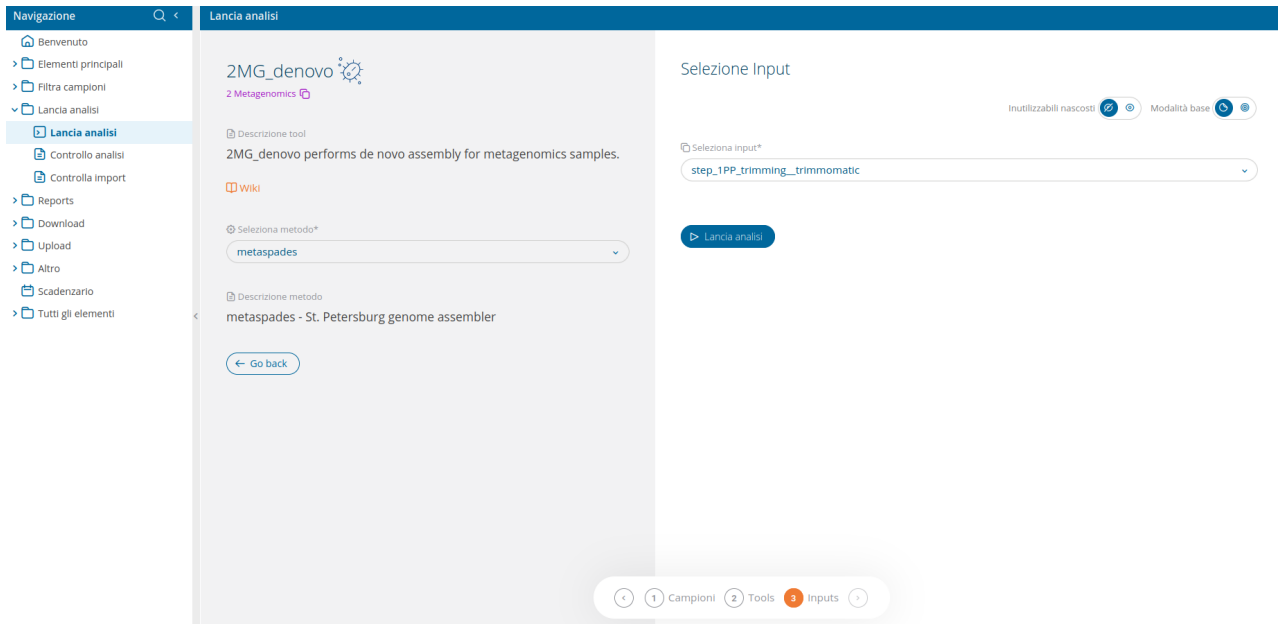 Navigazione
Benvenuto
Elementi principali
Filtra campioni
Lancia analisi
Lancia analisi
Controllo analisi
Controlla import
Reports
Download
Upload
Altro
Scadenzario
Tutti gli elementi
Lancia analisi
2MG_denovo
2 Metagenomics
Descrizione tool
2MG_denovo performs de novo assembly for metagenomics samples.
Wiki
Seleziona metodo*
metaspades
Descrizione metodo
metaspades - St. Petersburg genome assembler
Go back
Selezione Input
Inutilizzabili nascosti Modalità base
Seleziona input*
step_1PP_trimming__trimmomatic
Lancia analisi
1 Campioni 2 Tools 3 Inputs